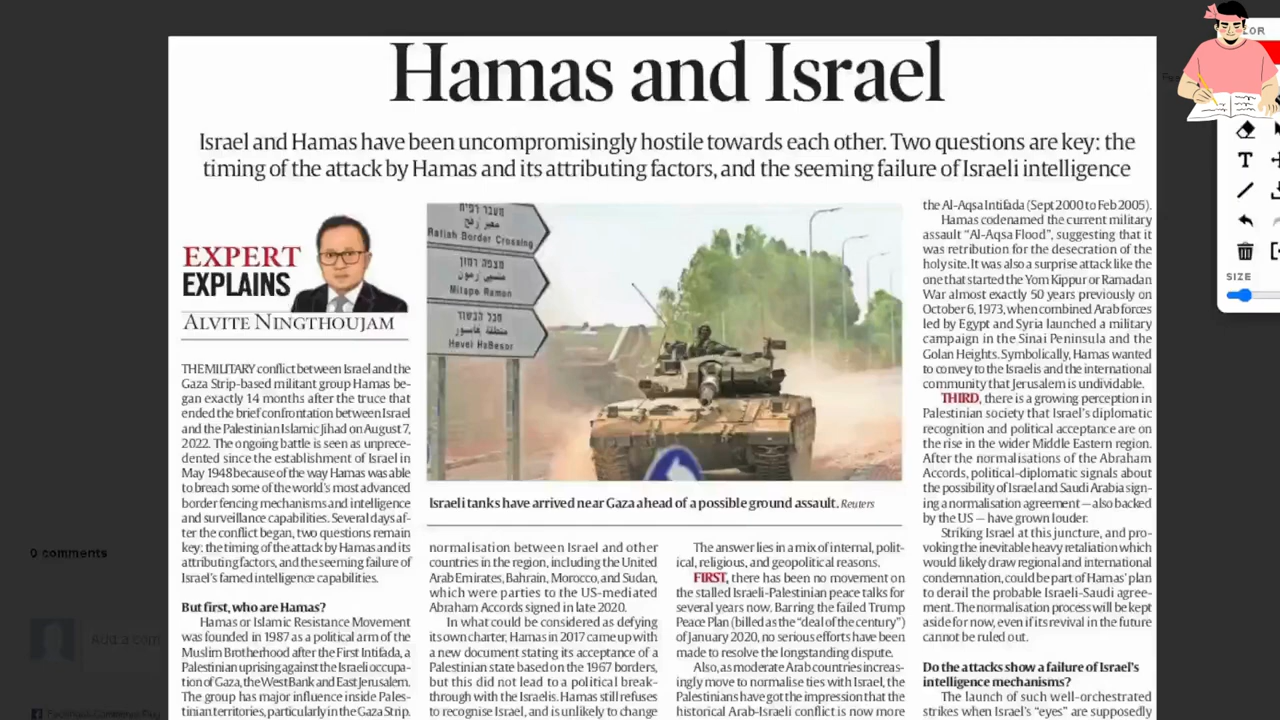 Hamas and Israel
Israel and Hamas have been uncompromisingly hostile towards each other. Two questions are key: the
timing of the attack by Hamas and its attributing factors, and the seeming failure of Israeli intelligence
EXPERT
EXPLAINS
ALVITE NINGTHOUJAM
THE MILITARY conflict between Israel and the
Gaza Strip-based militant group Hamas be-
gan exactly 14 months after the truce that
ended the brief confrontation between Israel
and the Palestinian Islamic Jihad on August 7,
2022. The ongoing battle is seen as unprece-
dented since the establishment of Israel in
May 1948 because of the way Hamas was able
to breach some of the world's most advanced
border fencing mechanisms and intelligence
and surveillance capabilities. Several days af-
ter the conflict began, two questions remain
key: the timing of the attack by Hamas and its
attributing factors, and the seeming failure of
Israel's famed intelligence capabilities.
But first, who are Hamas?
Hamas or Islamic Resistance Movement
was founded in 1987 as a political arm of the
Muslim Brotherhood after the First Intifada, a
Palestinian uprising against the Israeli occupa-
tion of Gaza, the West Bank and East Jerusalem.
The group has major influence inside Pales-
tinian territories, particularly in the Gaza Strip.
מעבר רפיח
معبر رفح
Rafiah Border Crossing
מצפה רמון
متسبي رمون
Mitspe Ramon
חבל הבשור
منطقة هاسور
Hevel HaBesor
Israeli tanks have arrived near Gaza ahead of a possible ground assault. Reuters
normalisation between Israel and other
countries in the region, including the United
Arab Emirates, Bahrain, Morocco, and Sudan,
which were parties to the US-mediated
Abraham Accords signed in late 2020.
In what could be considered as defying
its own charter, Hamas in 2017 came up with
a new document stating its acceptance of a
Palestinian state based on the 1967 borders,
but this did not lead to a political break-
through with the Israelis. Hamas still refuses
to recognise Israel, and is unlikely to change
The answer lies in a mix of internal, polit-
ical, religious, and geopolitical reasons.
FIRST, there has been no movement on
the stalled Israeli-Palestinian peace talks for
several years now. Barring the failed Trump
Peace Plan (billed as the "deal of the century")
of January 2020, no serious efforts have been
made to resolve the longstanding dispute.
Also, as moderate Arab countries increas-
ingly move to normalise ties with Israel, the
Palestinians have got the impression that the
historical Arab-Israeli conflict is now more
the Al-Aqsa Intifada (Sept 2000 to Feb 2005).
Hamas codenamed the current military
assault "Al-Aqsa Flood", suggesting that it
was retribution for the desecration of the
holy site. It was also a surprise attack like the
one that started the Yom Kippur or Ramadan
War almost exactly 50 years previously on
October 6, 1973, when combined Arab forces
led by Egypt and Syria launched a military
campaign in the Sinai Peninsula and the
Golan Heights. Symbolically, Hamas wanted
to convey to the Israelis and the international
community that Jerusalem is undividable.
THIRD, there is a growing perception in
Palestinian society that Israel's diplomatic
recognition and political acceptance are on
the rise in the wider Middle Eastern region.
After the normalisations of the Abraham
Accords, political-diplomatic signals about
the possibility of Israel and Saudi Arabia sign-
ing a normalisation agreement — also backed
by the US — have grown louder.
Striking Israel at this juncture, and pro-
voking the inevitable heavy retaliation which
would likely draw regional and international
condemnation, could be part of Hamas' plan
to derail the probable Israeli-Saudi agree-
ment. The normalisation process will be kept
aside for now, even if its revival in the future
cannot be ruled out.
Do the attacks show a failure of Israel's
intelligence mechanisms?
The launch of such well-orchestrated
strikes when Israel's "eyes" are supposedly
0 comments
Add a com
Facebook Comments Plug
T
SIZE